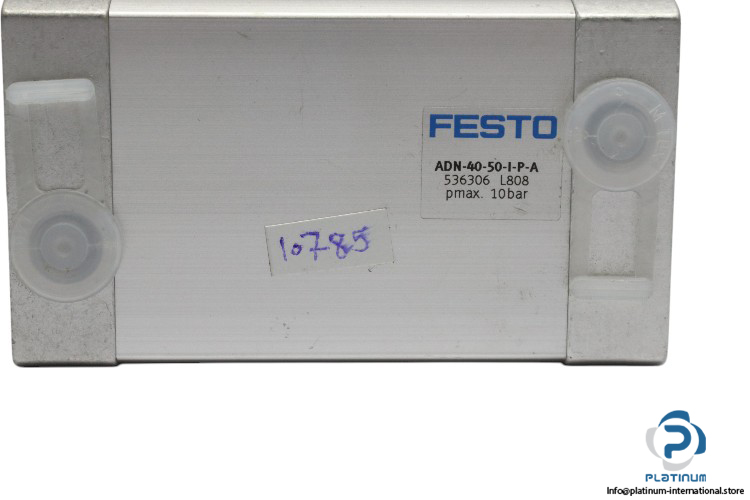 FESTO
ADN-40-50-I-P-A
536306 L808
pmax. 10bar
10785
PLATINUM
Info@platinum-international.store